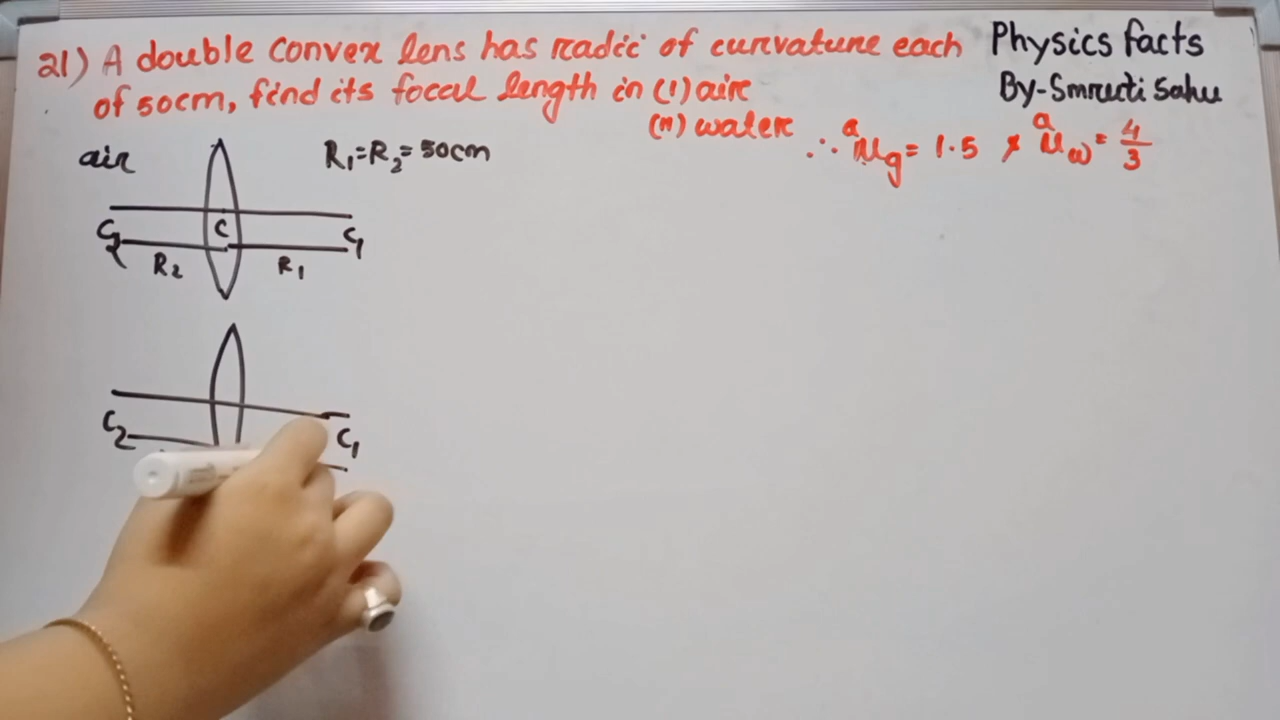 21) A double convex lens has radii of curvature each
of 50cm, find its focal length in (i) air
(ii) water ∴ ᵃμg = 1.5 , ᵃμω = 4/3
Physics facts
By-Smruti Sahu
air
R₁=R₂=50cm
C
C₂ C₁
R₂ R₁
C₂ C₁